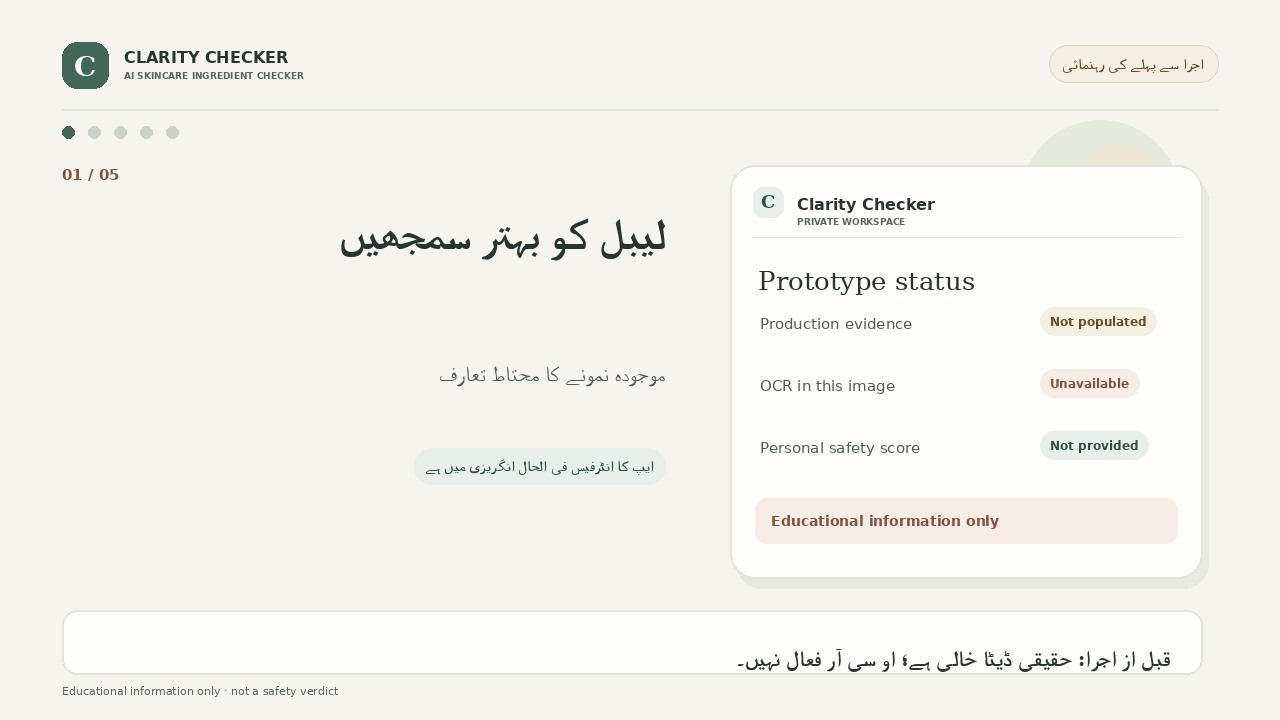 C
CLARITY CHECKER
AI SKINCARE INGREDIENT CHECKER
اجرا سے پہلے کی رہنمائی
01 / 05
لیبل کو بہتر سمجھیں
موجودہ نمونے کا محتاط تعارف
ایپ کا انٹرفیس فی الحال انگریزی میں ہے
C
Clarity Checker
PRIVATE WORKSPACE
Prototype status
Production evidence
Not populated
OCR in this image
Unavailable
Personal safety score
Not provided
Educational information only
قبل از اجرا: حقیقی ڈیٹا خالی ہے؛ او سی آر فعال نہیں۔
Educational information only · not a safety verdict